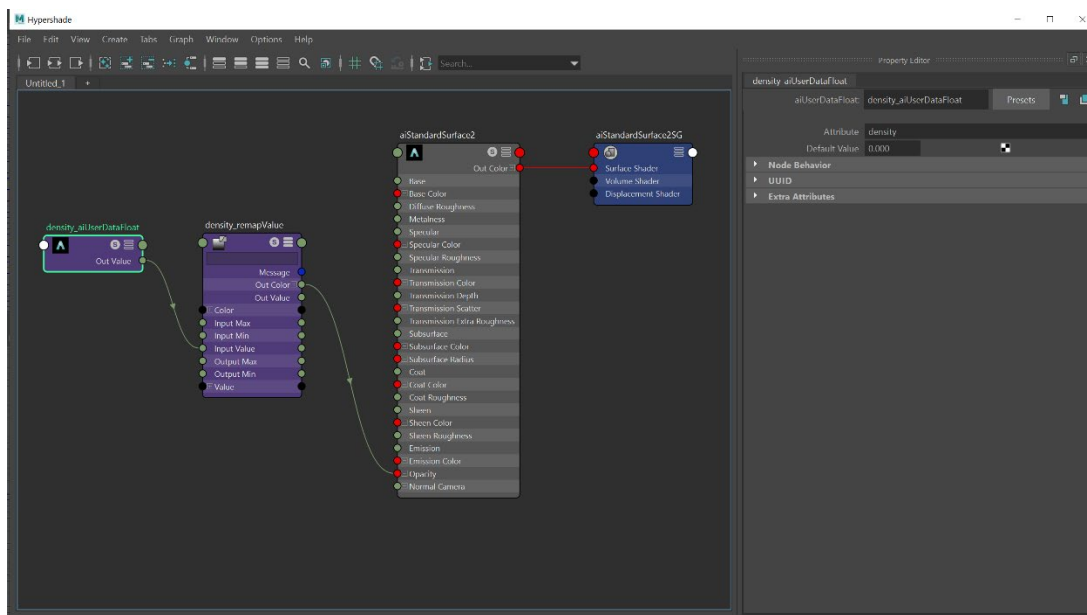 Hypershade
File Edit View Create Tabs Graph Window Options Help
Search...
Untitled_1 +
aiStandardSurface2
Out Color
Base
Base Color
Diffuse Roughness
Metalness
Specular
Specular Color
Specular Roughness
Transmission
Transmission Color
Transmission Depth
Transmission Scatter
Transmission Extra Roughness
Subsurface
Subsurface Color
Subsurface Radius
Coat
Coat Color
Coat Roughness
Sheen
Sheen Color
Sheen Roughness
Emission
Emission Color
Opacity
Normal Camera
aiStandardSurface2SG
Surface Shader
Volume Shader
Displacement Shader
density_aiUserDataFloat
Out Value
density_remapValue
Message
Out Color
Out Value
Color
Input Max
Input Min
Input Value
Output Max
Output Min
Value
Property Editor
density_aiUserDataFloat
aiUserDataFloat: density_aiUserDataFloat Presets
Attribute density
Default Value 0.000
Node Behavior
UUID
Extra Attributes